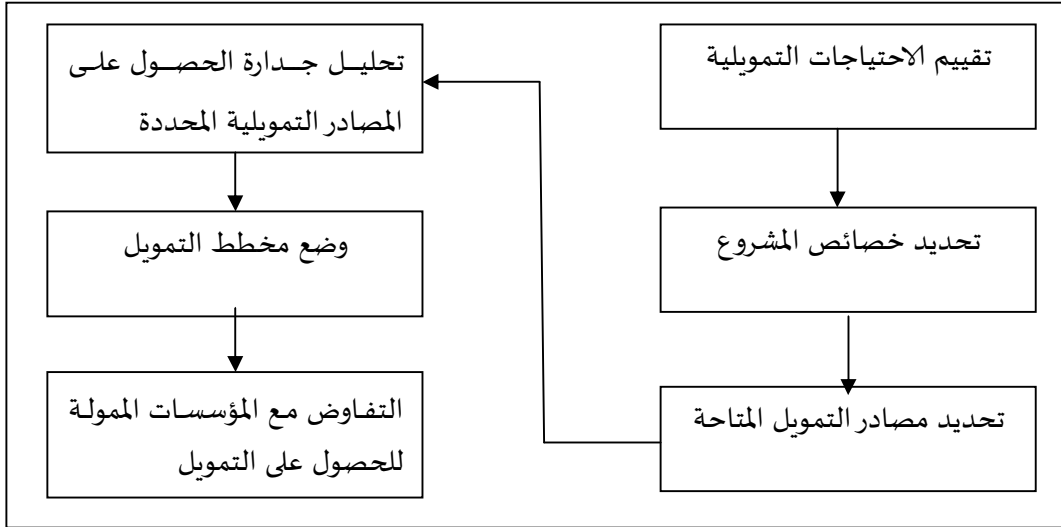 تقييم الاحتياجات التمويلية
تحديد خصائص المشروع
تحديد مصادر التمويل المتاحة
تحليل جدارة الحصول على
المصادر التمويلية المحددة
وضع مخطط التمويل
التفاوض مع المؤسسات الممولة
للحصول على التمويل